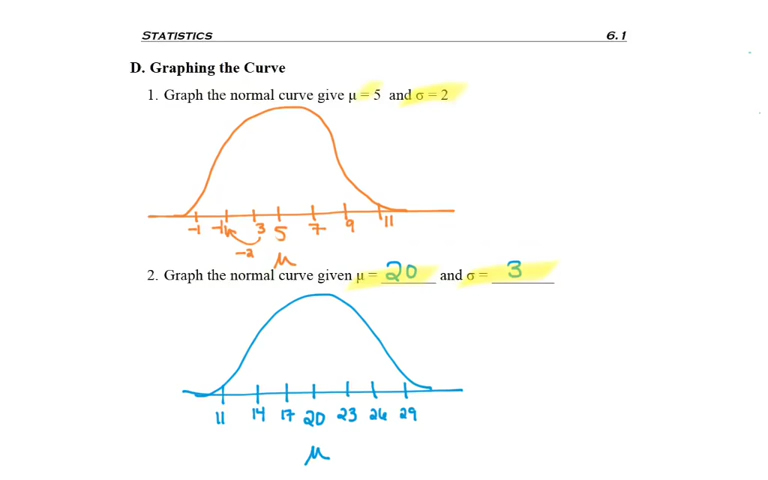 STATISTICS 6.1
D. Graphing the Curve
1. Graph the normal curve give μ = 5 and σ = 2
-1 3 5 7 9 11
-2 μ
2. Graph the normal curve given μ = 20 and σ = 3
11 14 17 20 23 26 29
μ